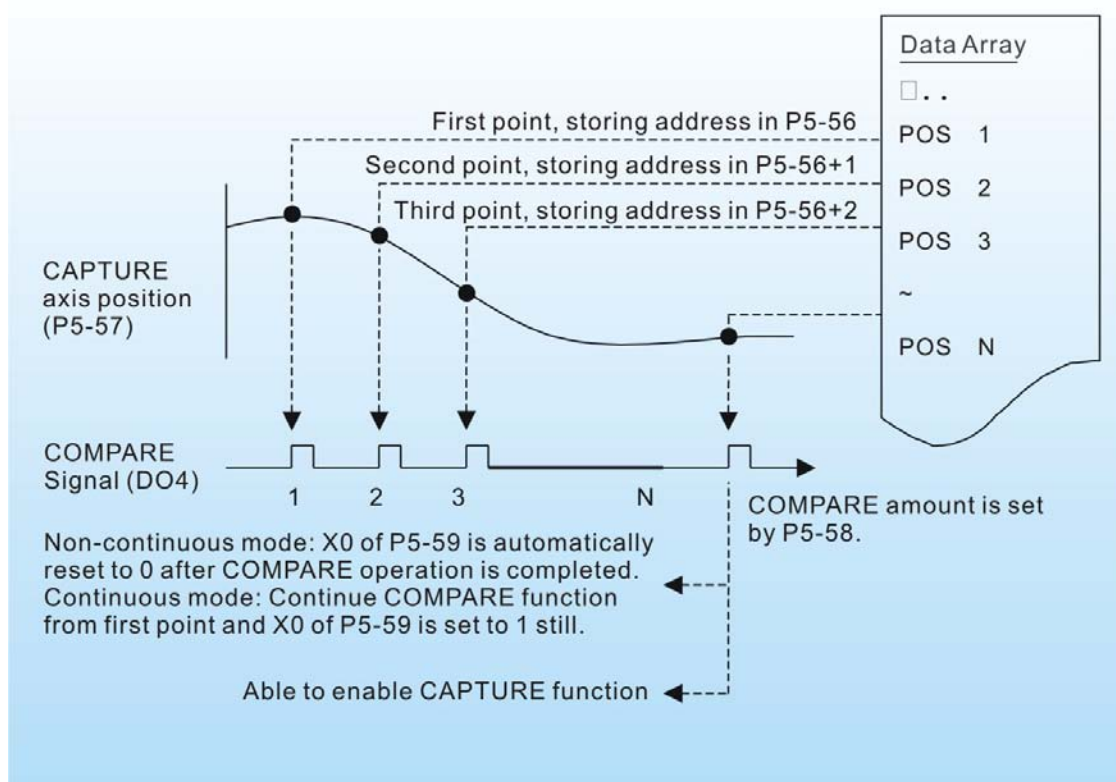 Data Array
□..
First point, storing address in P5-56
POS 1
Second point, storing address in P5-56+1
POS 2
Third point, storing address in P5-56+2
POS 3
~
POS N
CAPTURE
axis position
(P5-57)
COMPARE
Signal (DO4)
1 2 3 N
COMPARE amount is set
by P5-58.
Non-continuous mode: X0 of P5-59 is automatically
reset to 0 after COMPARE operation is completed.
Continuous mode: Continue COMPARE function
from first point and X0 of P5-59 is set to 1 still.
Able to enable CAPTURE function